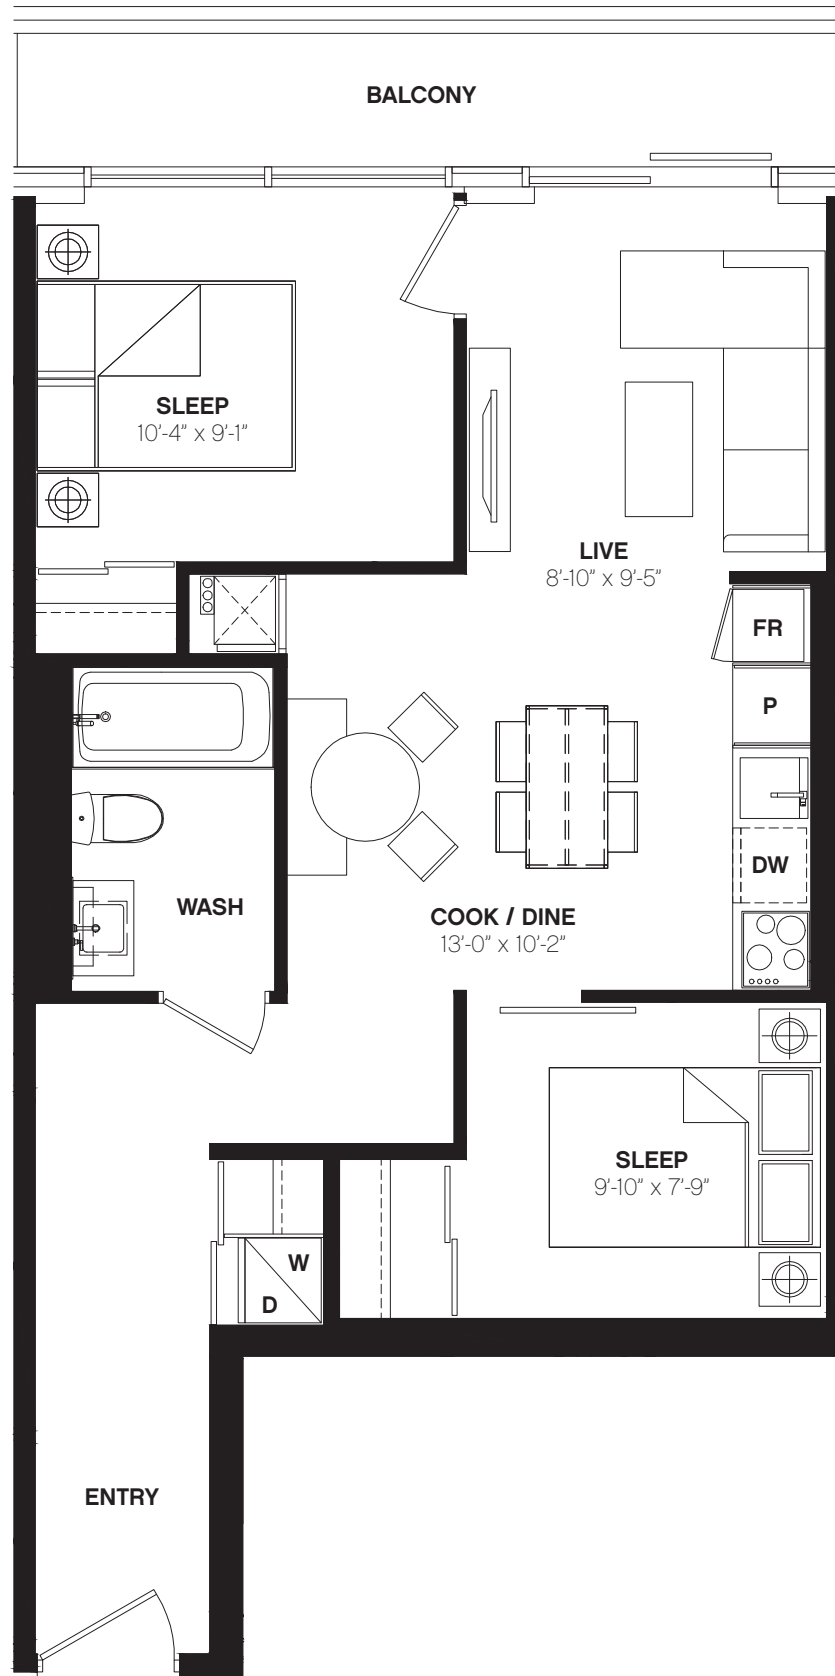 BALCONY
SLEEP
10'-4" x 9'-1"
LIVE
8'-10" x 9'-5"
FR
P
DW
WASH
COOK / DINE
13'-0" x 10'-2"
SLEEP
9'-10" x 7'-9"
W
D
ENTRY